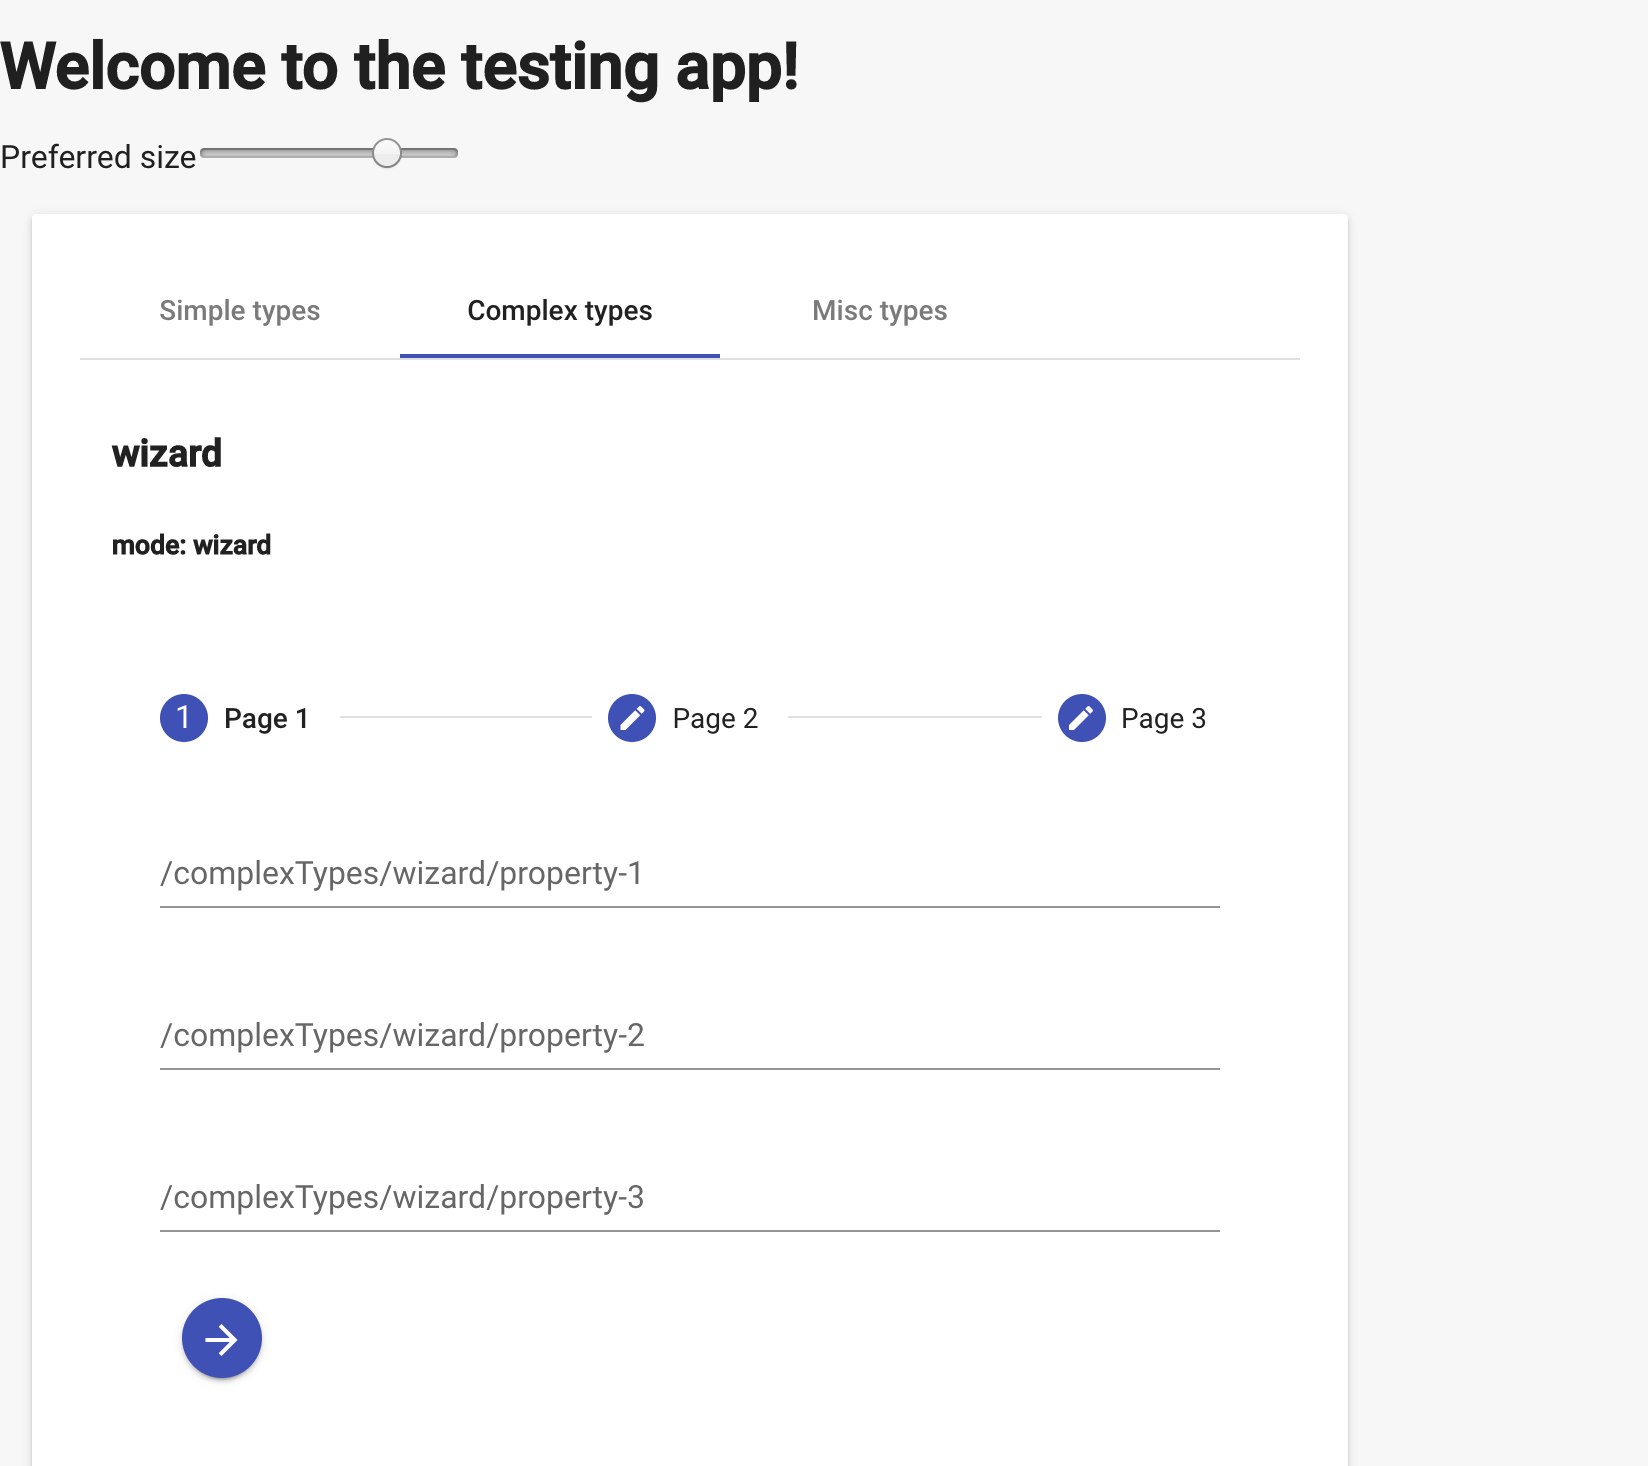 Welcome to the testing app!
Preferred size
Simple types Complex types Misc types
wizard
mode: wizard
1 Page 1 Page 2 Page 3
/complexTypes/wizard/property-1
/complexTypes/wizard/property-2
/complexTypes/wizard/property-3